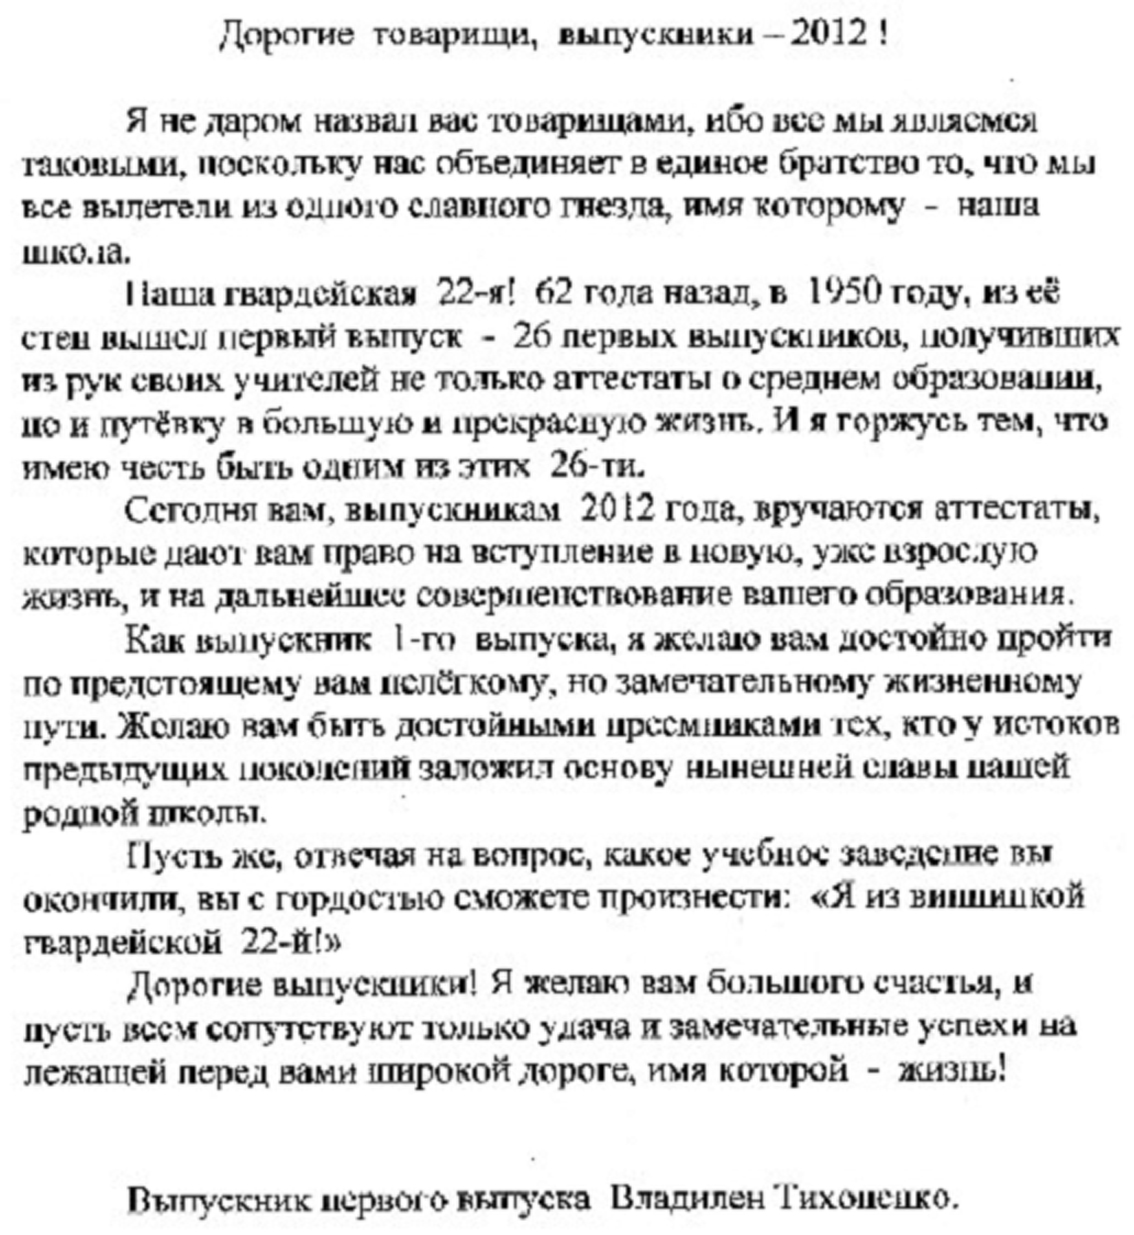 Дорогие товарищи, выпускники – 2012 !
Я не даром назвал вас товарищами, ибо все мы являемся
таковыми, поскольку нас объединяет в единое братство то, что мы
все вылетели из одного славного гнезда, имя которому - наша
школа.
Наша гвардейская 22-я! 62 года назад, в 1950 году, из её
стен вышел первый выпуск - 26 первых выпускников, получивших
из рук своих учителей не только аттестаты о среднем образовании,
но и путёвку в большую и прекрасную жизнь. И я горжусь тем, что
имею честь быть одним из этих 26-ти.
Сегодня вам, выпускникам 2012 года, вручаются аттестаты,
которые дают вам право на вступление в новую, уже взрослую
жизнь, и на дальнейшее совершенствование вашего образования.
Как выпускник 1-го выпуска, я желаю вам достойно пройти
по предстоящему вам нелёгкому, но замечательному жизненному
пути. Желаю вам быть достойными преемниками тех, кто у истоков
предыдущих поколений заложил основу нынешней славы нашей
родной школы.
Пусть же, отвечая на вопрос, какое учебное заведение вы
окончили, вы с гордостью сможете произнести: «Я из винницкой
гвардейской 22-й!»
Дорогие выпускники! Я желаю вам большого счастья, и
пусть всем сопутствуют только удача и замечательные успехи на
лежащей перед вами широкой дороге, имя которой - жизнь!
Выпускник первого выпуска Владилен Тихоненко.